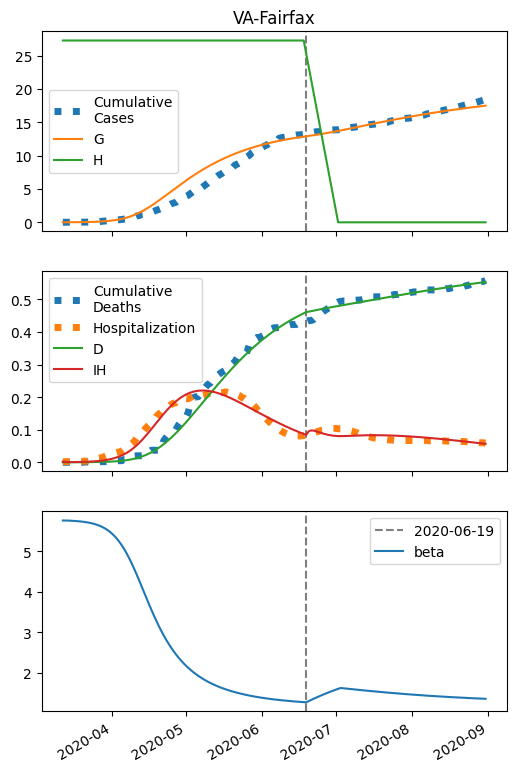 VA-Fairfax
25
20
15
10
5
0
Cumulative
Cases
G
H
0.5
0.4
0.3
0.2
0.1
0.0
Cumulative
Deaths
Hospitalization
D
IH
5
4
3
2
2020-06-19
beta
2020-04
2020-05
2020-06
2020-07
2020-08
2020-09